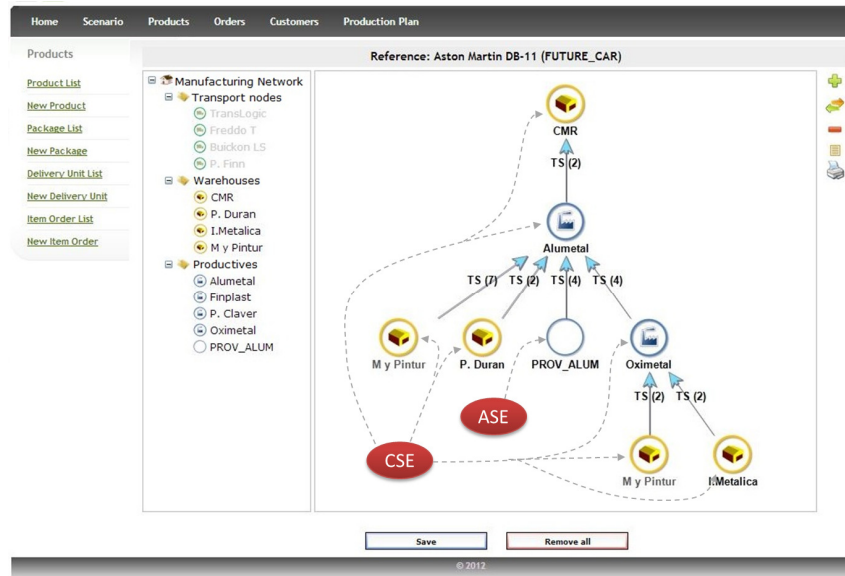 Home Scenario Products Orders Customers Production Plan
Products
Product List
New Product
Package List
New Package
Delivery Unit List
New Delivery Unit
Item Order List
New Item Order
Reference: Aston Martin DB-11 (FUTURE_CAR)
Manufacturing Network
Transport nodes
TransLogic
Freddo T
Buickon LS
P. Finn
Warehouses
CMR
P. Duran
I.Metalica
M y Pintur
Productives
Alumetal
Finplast
P. Claver
Oximetal
PROV_ALUM
CMR
TS (2)
Alumetal
TS (7) TS (2) TS (4) TS (4)
M y Pintur P. Duran PROV_ALUM Oximetal
TS (2) TS (2)
ASE
CSE
M y Pintur I.Metalica
Save Remove all
© 2012